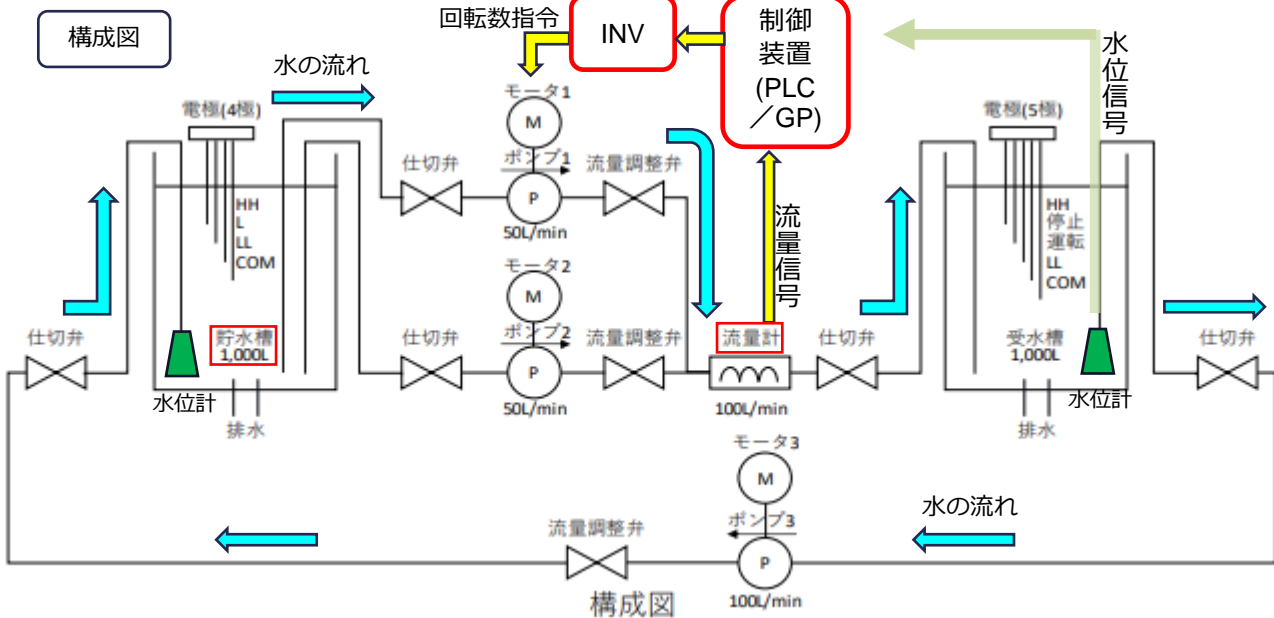 構成図
回転数指令
INV
制御
装置
(PLC
／GP)
水の流れ
モータ1
M
ポンプ1
P
50L/min
仕切弁
流量調整弁
電極(4極)
HH
L
LL
COM
仕切弁
貯水槽
1,000L
水位計
排水
モータ2
M
ポンプ2
P
50L/min
仕切弁
流量調整弁
流量信号
流量計
100L/min
仕切弁
電極(5極)
HH
停止
運転
LL
COM
水位信号
受水槽
1,000L
水位計
排水
仕切弁
モータ3
M
ポンプ3
P
100L/min
流量調整弁
水の流れ
構成図